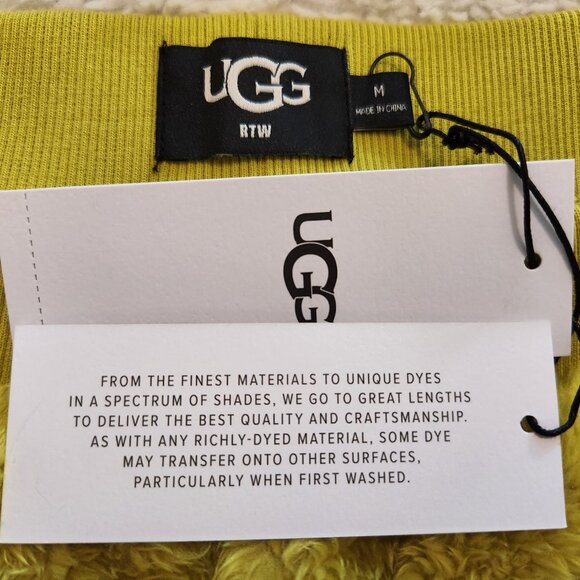 UGG
RTW
M
MADE IN CHINA
UGG
FROM THE FINEST MATERIALS TO UNIQUE DYES
IN A SPECTRUM OF SHADES, WE GO TO GREAT LENGTHS
TO DELIVER THE BEST QUALITY AND CRAFTSMANSHIP.
AS WITH ANY RICHLY-DYED MATERIAL, SOME DYE
MAY TRANSFER ONTO OTHER SURFACES,
PARTICULARLY WHEN FIRST WASHED.